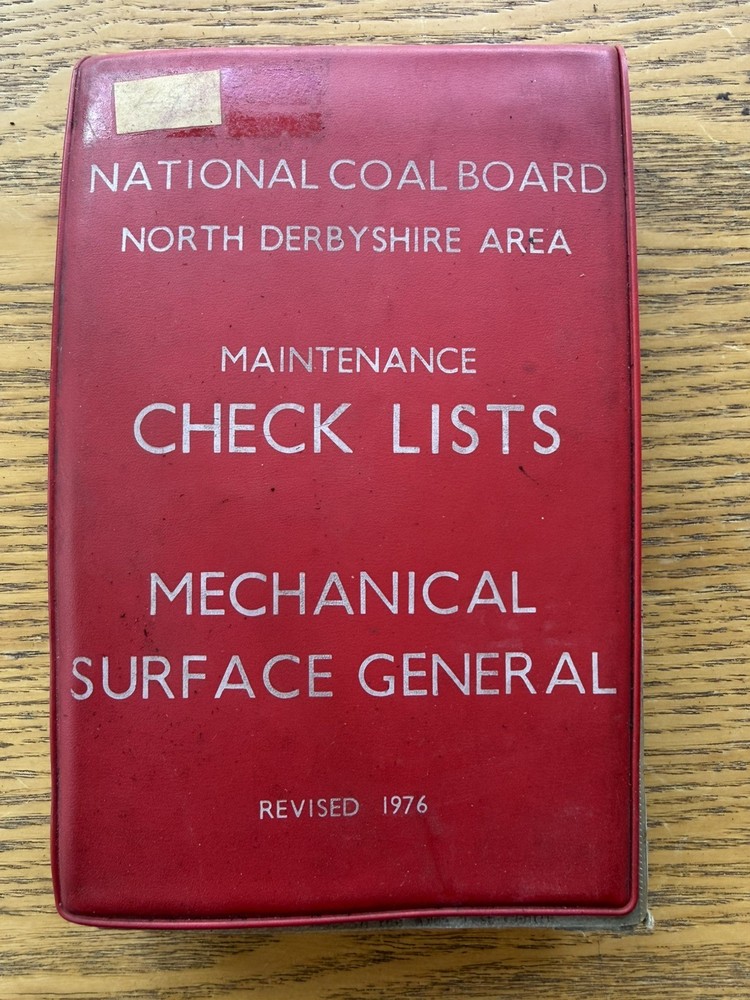 NATIONAL COAL BOARD
NORTH DERBYSHIRE AREA
MAINTENANCE
CHECK LISTS
MECHANICAL
SURFACE GENERAL
REVISED 1976